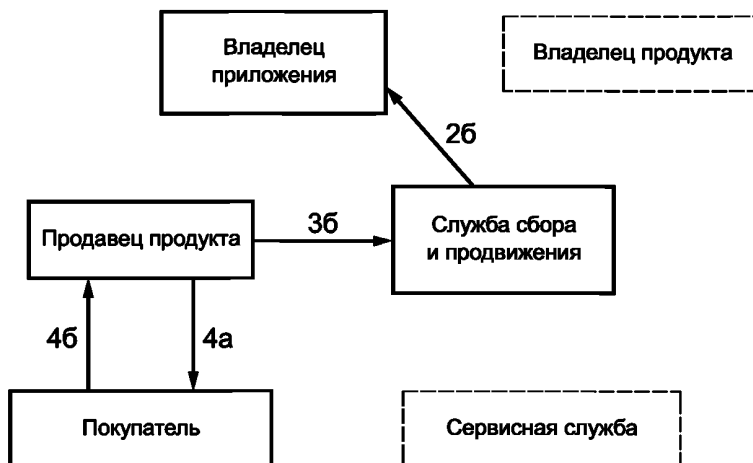 Владелец
приложения
Владелец продукта
2б
Продавец продукта
3б
Служба сбора
и продвижения
4б
4а
Покупатель
Сервисная служба